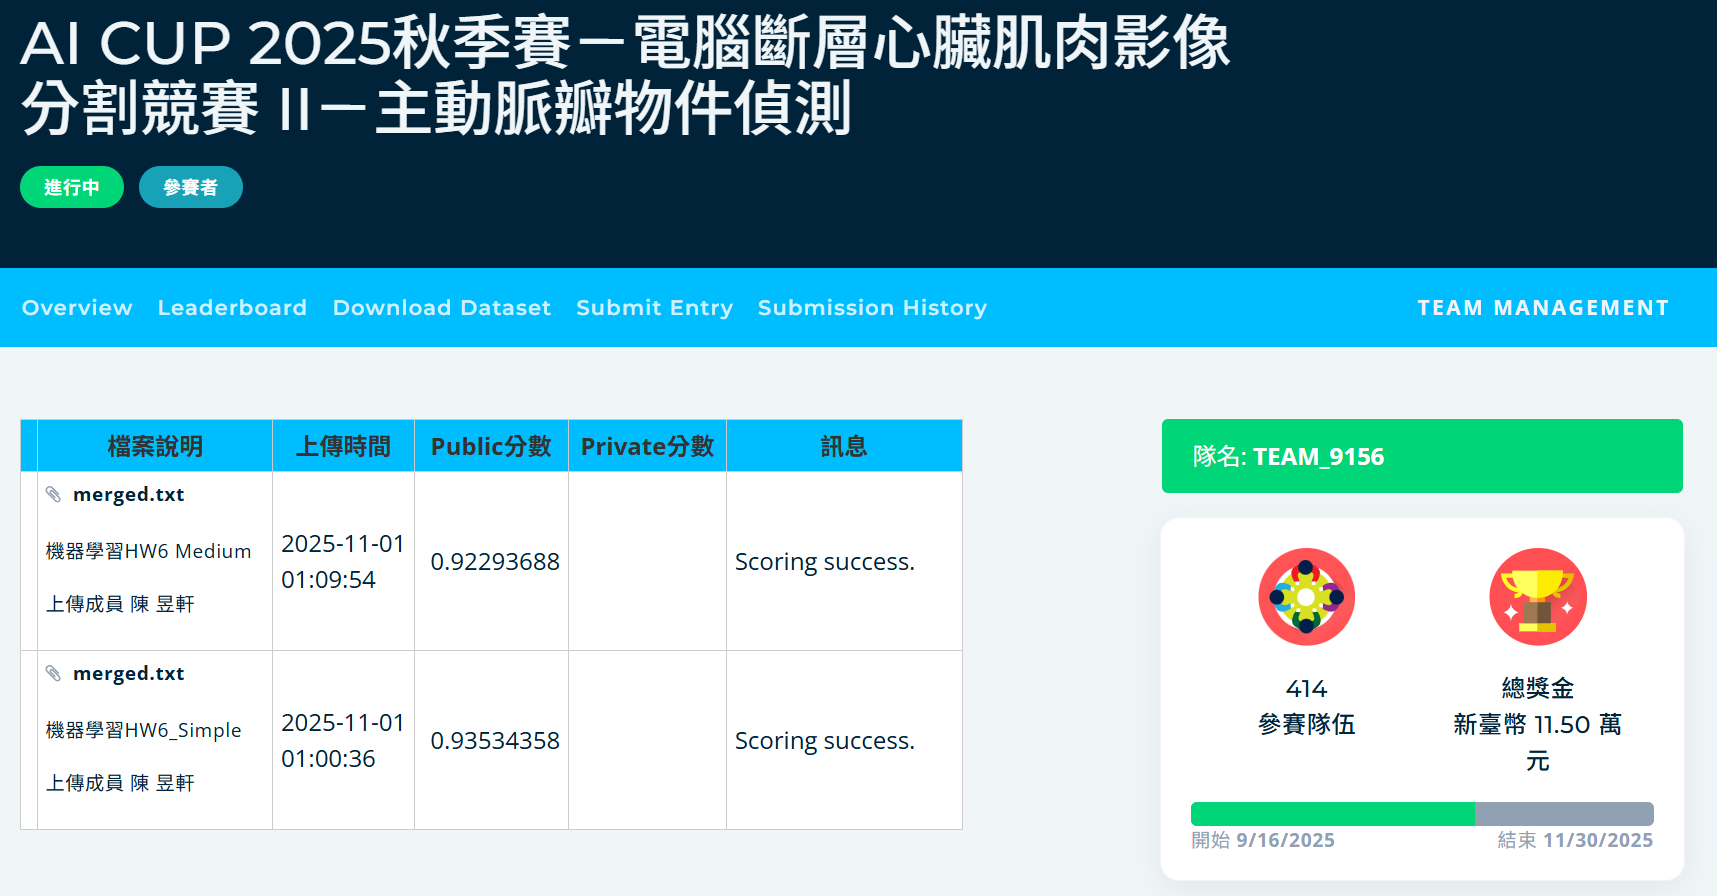 AI CUP 2025秋季賽－電腦斷層心臟肌肉影像
分割競賽 II－主動脈瓣物件偵測
進行中 參賽者
Overview Leaderboard Download Dataset Submit Entry Submission History TEAM MANAGEMENT
檔案說明 上傳時間 Public分數 Private分數 訊息
merged.txt
機器學習HW6 Medium
上傳成員 陳 昱軒
2025-11-01
01:09:54
0.92293688
Scoring success.
merged.txt
機器學習HW6_Simple
上傳成員 陳 昱軒
2025-11-01
01:00:36
0.93534358
Scoring success.
隊名: TEAM_9156
414
參賽隊伍
總獎金
新臺幣 11.50 萬
元
開始 9/16/2025 結束 11/30/2025